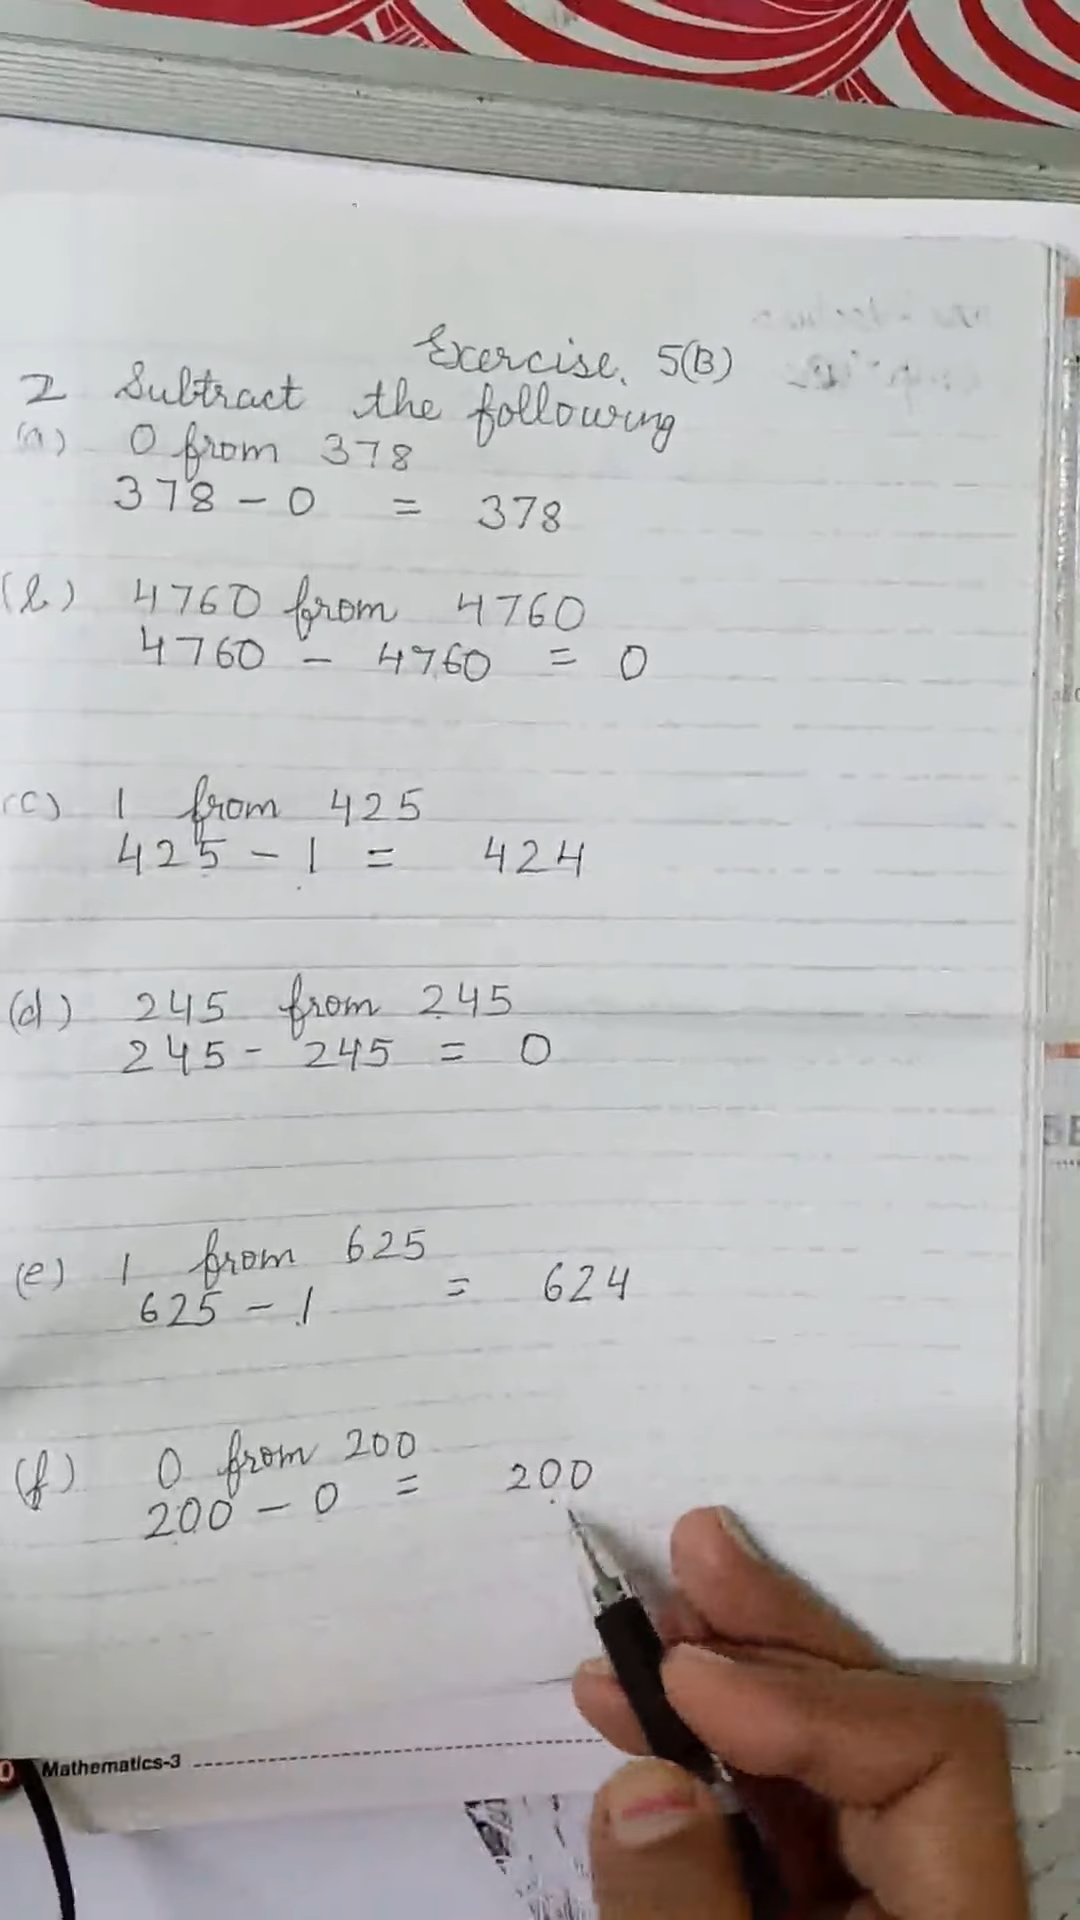 Exercise. 5(B)
2 Subtract the following
(a) 0 from 378
378 - 0 = 378
(b) 4760 from 4760
4760 - 4760 = 0
(c) 1 from 425
425 - 1 = 424
(d) 245 from 245
245 - 245 = 0
(e) 1 from 625
625 - 1 = 624
(f) 0 from 200
200 - 0 = 200
Mathematics-3